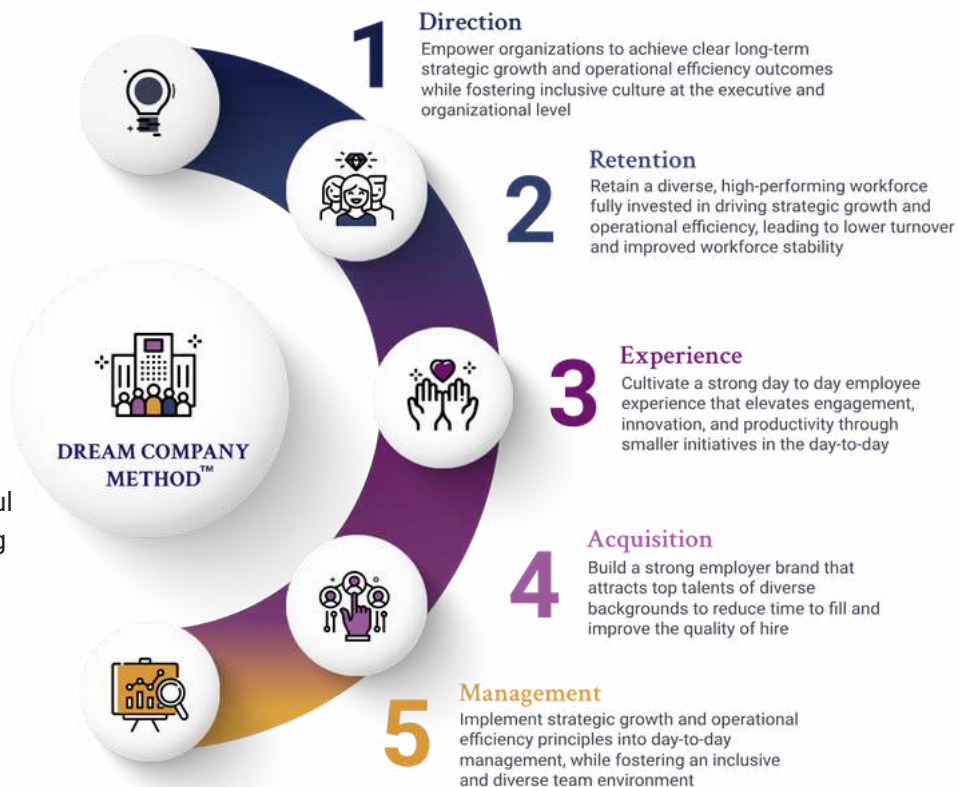 1
Direction
Empower organizations to achieve clear long-term
strategic growth and operational efficiency outcomes
while fostering inclusive culture at the executive and
organizational level
2
Retention
Retain a diverse, high-performing workforce
fully invested in driving strategic growth and
operational efficiency, leading to lower turnover
and improved workforce stability
DREAM COMPANY
METHOD™
ul
g
3
Experience
Cultivate a strong day to day employee
experience that elevates engagement,
innovation, and productivity through
smaller initiatives in the day-to-day
4
Acquisition
Build a strong employer brand that
attracts top talents of diverse
backgrounds to reduce time to fill and
improve the quality of hire
5
Management
Implement strategic growth and operational
efficiency principles into day-to-day
management, while fostering an inclusive
and diverse team environment